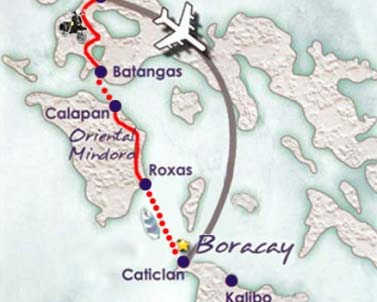 Batangas
Calapan
Oriental
Mindoro
Roxas
Boracay
Caticlan
Kalibo